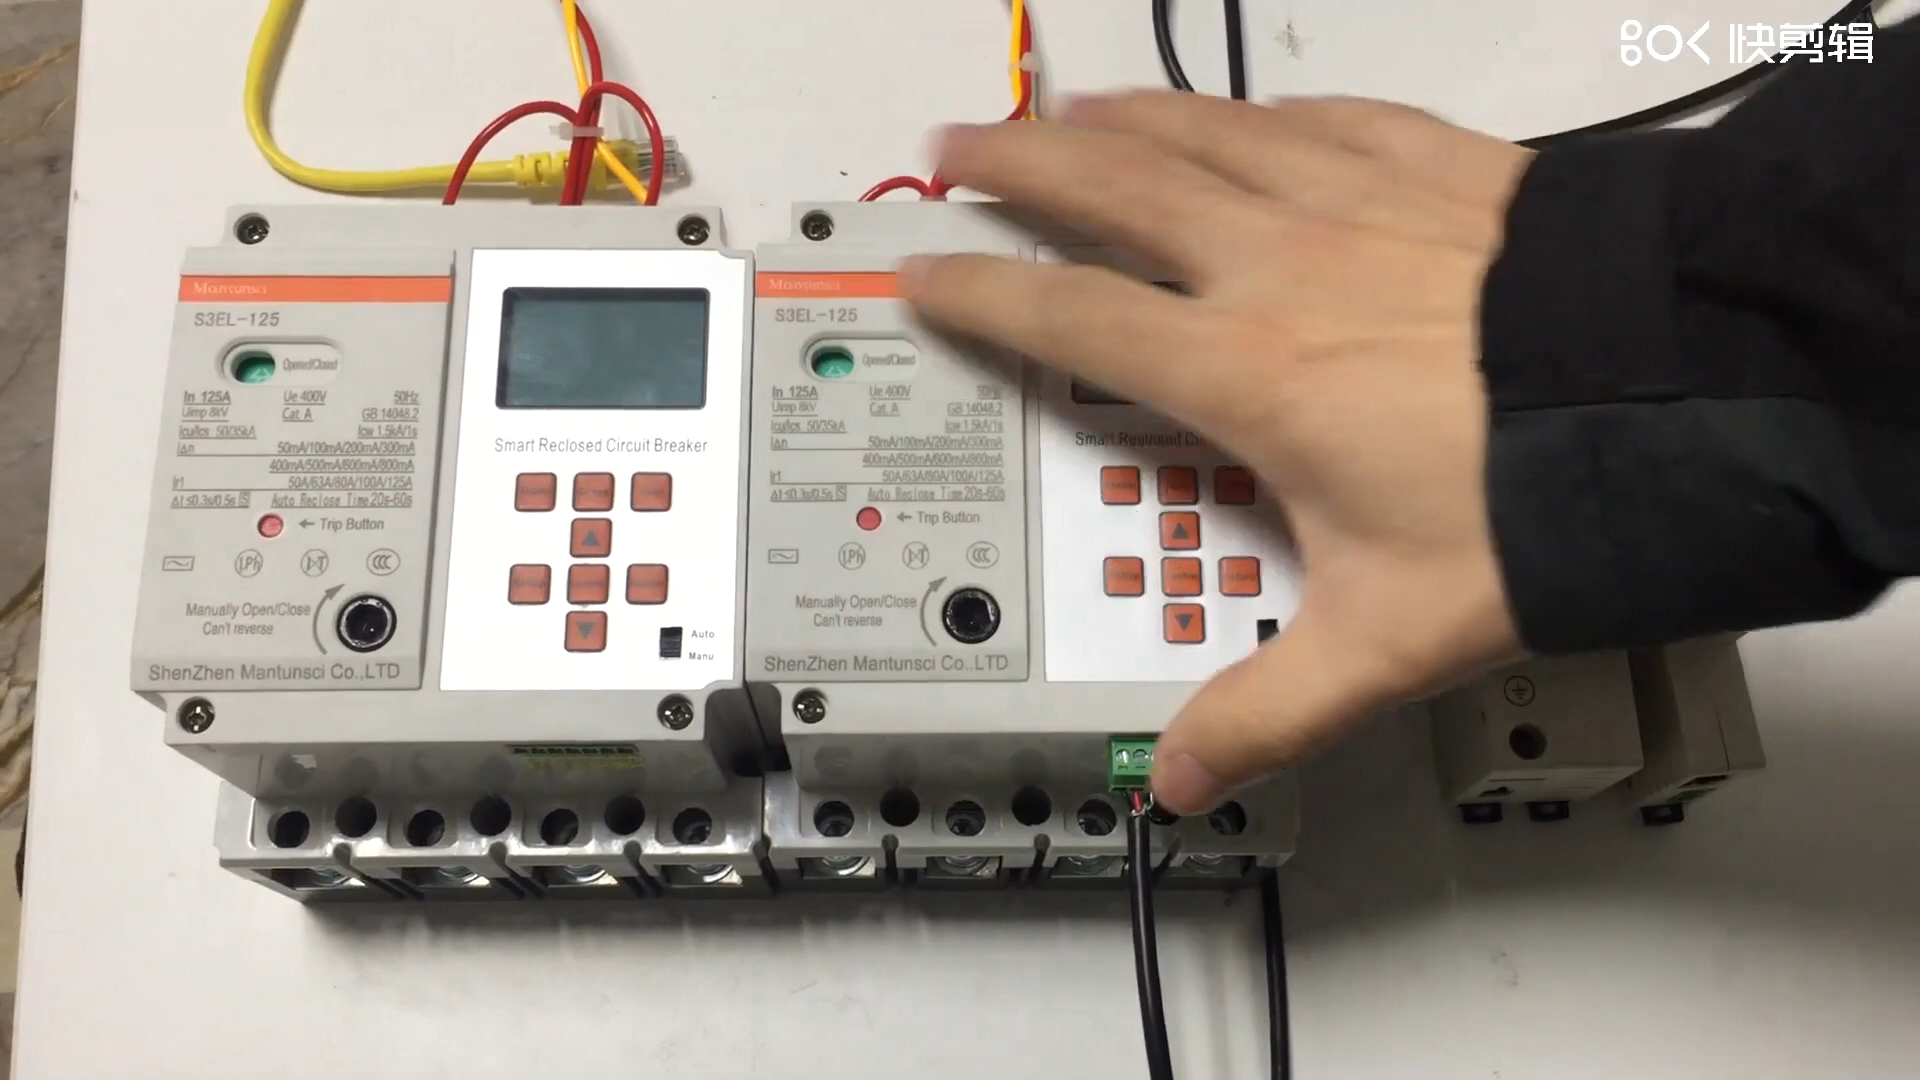 快剪辑
Mantunsci
S3EL-125
Opened/Closed
In 125A Ue 400V 50Hz
Uimp 8kV Cat. A GB 14048.2
Icu/Ics 50/35kA Icw 1.5kA/1s
IΔn 50mA/100mA/200mA/300mA
400mA/500mA/600mA/800mA
Ir1 50A/63A/80A/100A/125A
Δt ≤0.3s/0.5s S Auto Reclose Time 20s-60s
← Trip Button
Manually Open/Close
Can't reverse
ShenZhen Mantunsci Co.,LTD
Smart Reclosed Circuit Breaker
▲
▼
Auto
Manu
Mantunsci
S3EL-125
Opened/Closed
In 125A Ue 400V 50Hz
Uimp 8kV Cat. A GB 14048.2
Icu/Ics 50/35kA Icw 1.5kA/1s
IΔn 50mA/100mA/200mA/300mA
400mA/500mA/600mA/800mA
Ir1 50A/63A/80A/100A/125A
Δt ≤0.3s/0.5s S Auto Reclose Time 20s-60s
← Trip Button
Manually Open/Close
Can't reverse
ShenZhen Mantunsci Co.,LTD
▲
▼